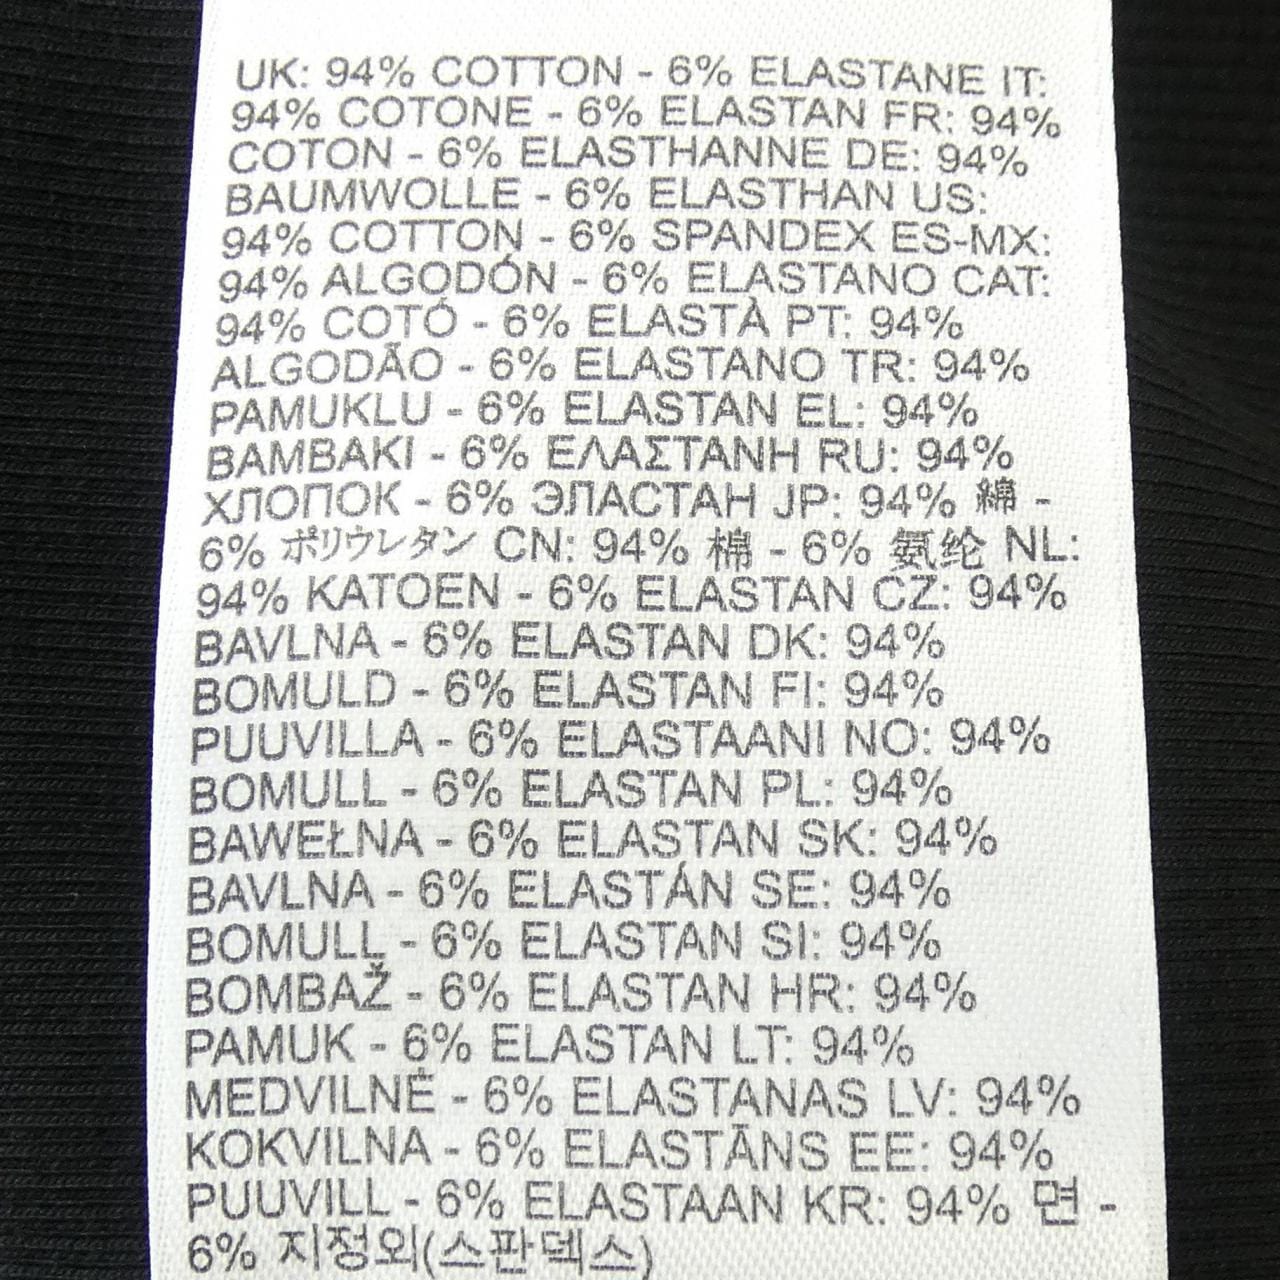 UK: 94% COTTON - 6% ELASTANE IT:
94% COTONE - 6% ELASTAN FR: 94%
COTON - 6% ELASTHANNE DE: 94%
BAUMWOLLE - 6% ELASTHAN US:
94% COTTON - 6% SPANDEX ES-MX:
94% ALGODÓN - 6% ELASTANO CAT:
94% COTÓ - 6% ELASTÀ PT: 94%
ALGODÃO - 6% ELASTANO TR: 94%
PAMUKLU - 6% ELASTAN EL: 94%
ΒΑΜΒΑΚΙ - 6% ΕΛΑΣΤΑΝΗ RU: 94%
ХЛОПОК - 6% ЭЛАСТАН JP: 94% 綿 -
6% ポリウレタン CN: 94% 棉 - 6% 氨纶 NL:
94% KATOEN - 6% ELASTAN CZ: 94%
BAVLNA - 6% ELASTAN DK: 94%
BOMULD - 6% ELASTAN FI: 94%
PUUVILLA - 6% ELASTAANI NO: 94%
BOMULL - 6% ELASTAN PL: 94%
BAWEŁNA - 6% ELASTAN SK: 94%
BAVLNA - 6% ELASTÁN SE: 94%
BOMULL - 6% ELASTAN SI: 94%
BOMBAŽ - 6% ELASTAN HR: 94%
PAMUK - 6% ELASTAN LT: 94%
MEDVILNĖ - 6% ELASTANAS LV: 94%
KOKVILNA - 6% ELASTĀNS EE: 94%
PUUVILL - 6% ELASTAAN KR: 94% 면 -
6% 지정외(스판덱스)